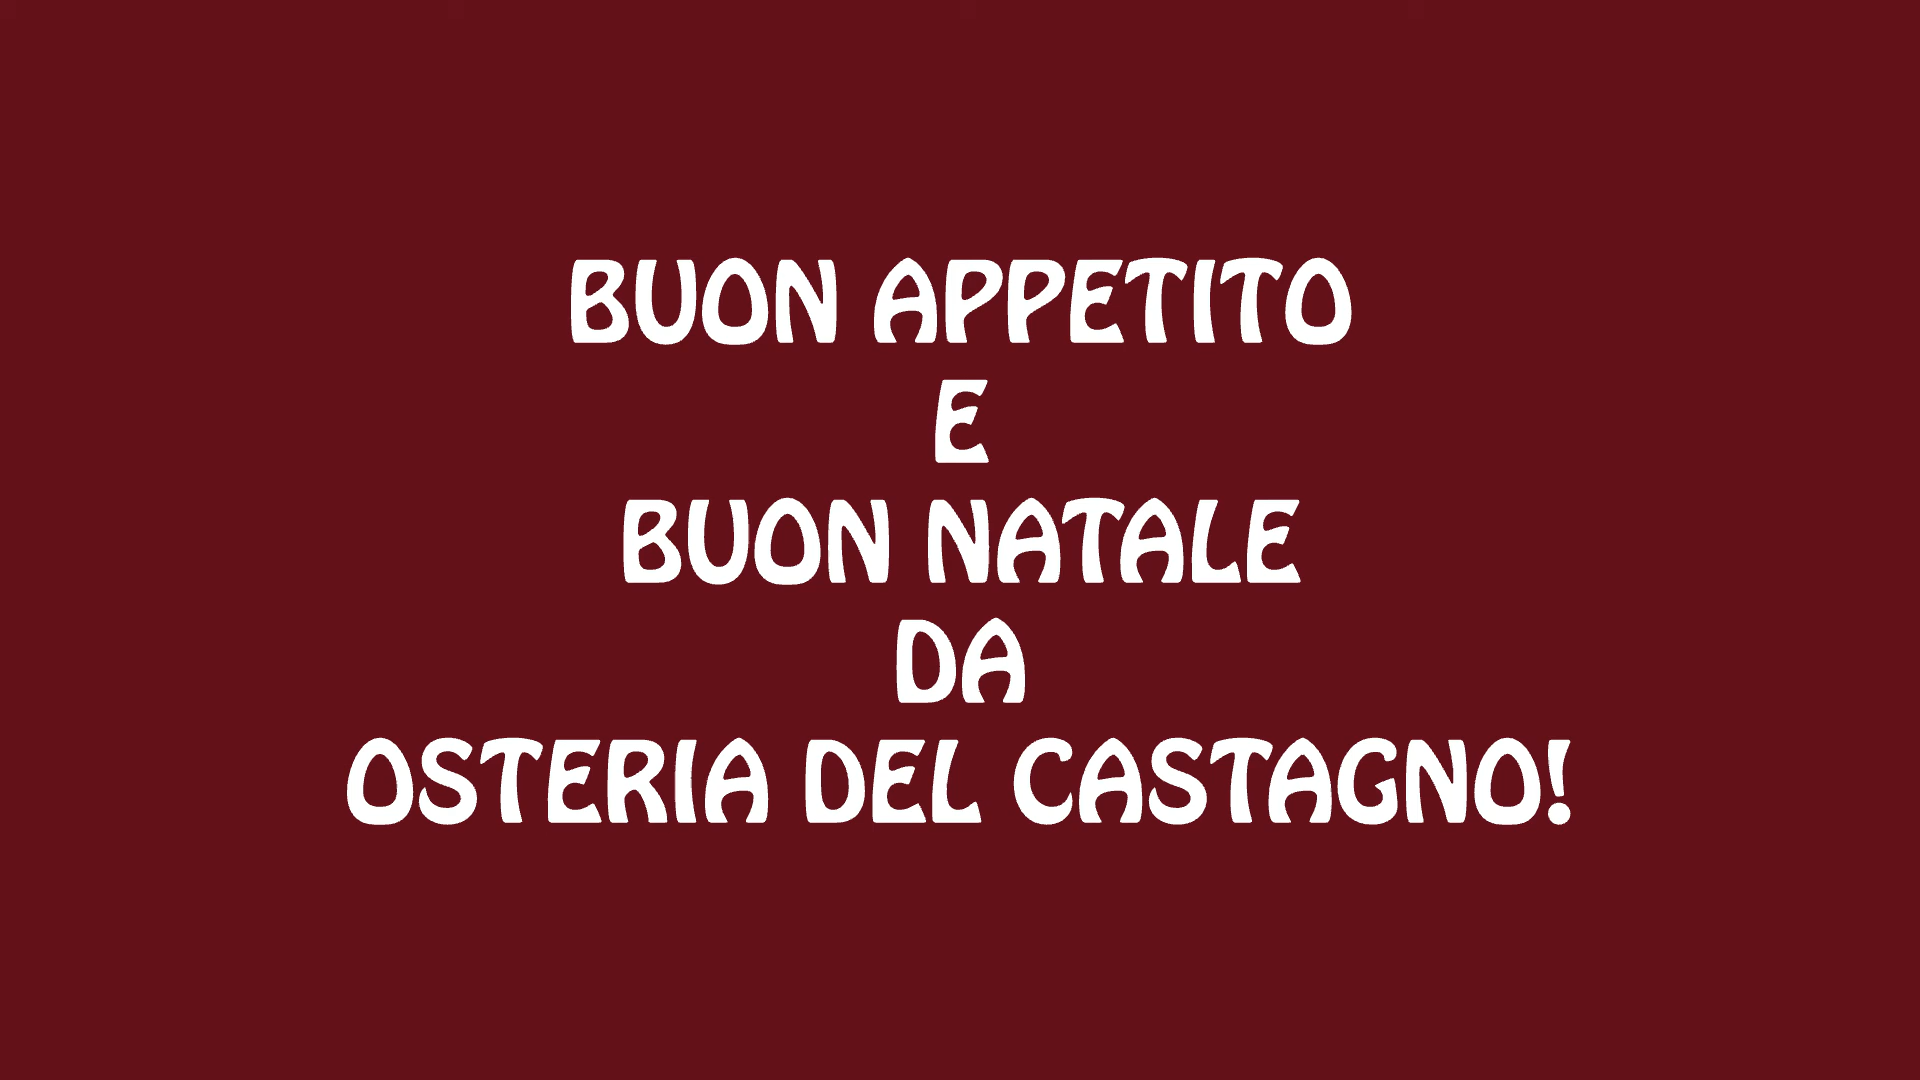 BUON APPETITO
E
BUON NATALE
DA
OSTERIA DEL CASTAGNO!